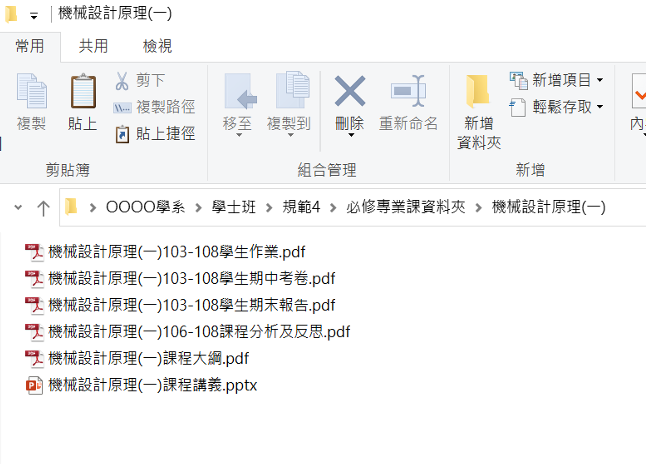 機械設計原理(一)
常用 共用 檢視
複製 貼上 剪下 複製路徑 貼上捷徑 移至 複製到 刪除 重新命名 新增資料夾 新增項目 輕鬆存取
剪貼簿 組合管理 新增
OOOO學系 > 學士班 > 規範4 > 必修專業課資料夾 > 機械設計原理(一)
機械設計原理(一)103-108學生作業.pdf
機械設計原理(一)103-108學生期中考卷.pdf
機械設計原理(一)103-108學生期末報告.pdf
機械設計原理(一)106-108課程分析及反思.pdf
機械設計原理(一)課程大綱.pdf
機械設計原理(一)課程講義.pptx